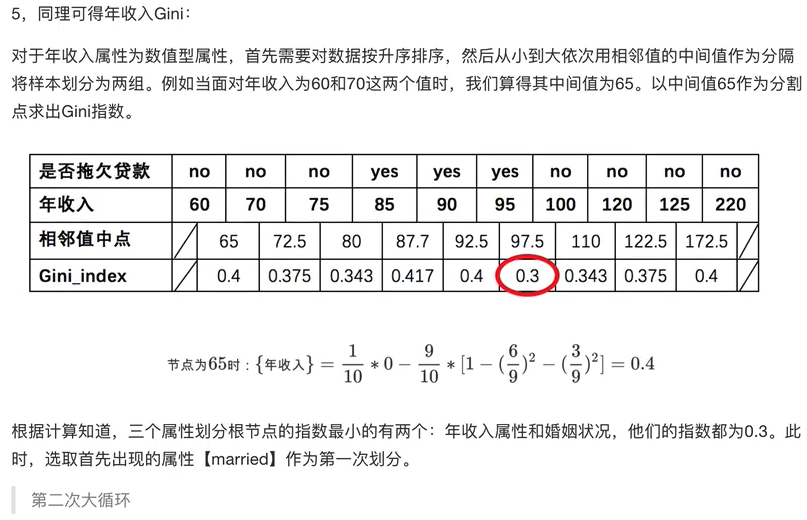 5，同理可得年收入Gini：
对于年收入属性为数值型属性，首先需要对数据按升序排序，然后从小到大依次用相邻值的中间值作为分隔
将样本划分为两组。例如当面对年收入为60和70这两个值时，我们算得其中间值为65。以中间值65作为分割
点求出Gini指数。
是否拖欠贷款 no no no yes yes yes no no no no
年收入 60 70 75 85 90 95 100 120 125 220
相邻值中点 65 72.5 80 87.7 92.5 97.5 110 122.5 172.5
Gini_index 0.4 0.375 0.343 0.417 0.4 0.3 0.343 0.375 0.4
节点为65时：{年收入} = 1/10 * 0 − 9/10 * [1 − (6/9)² − (3/9)²] = 0.4
根据计算知道，三个属性划分根节点的指数最小的有两个：年收入属性和婚姻状况，他们的指数都为0.3。此
时，选取首先出现的属性【married】作为第一次划分。
第二次大循环